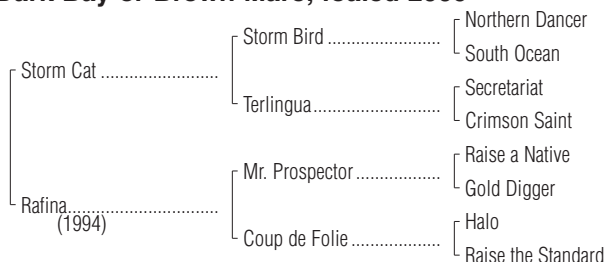 Dark Bay or Brown Mare; foaled 2000
Northern Dancer
Storm Bird ........................
South Ocean
Storm Cat .........................
Secretariat
Terlingua...........................
Crimson Saint
Raise a Native
Mr. Prospector ..................
Gold Digger
Rafina................................
(1994)
Halo
Coup de Folie ...................
Raise the Standard